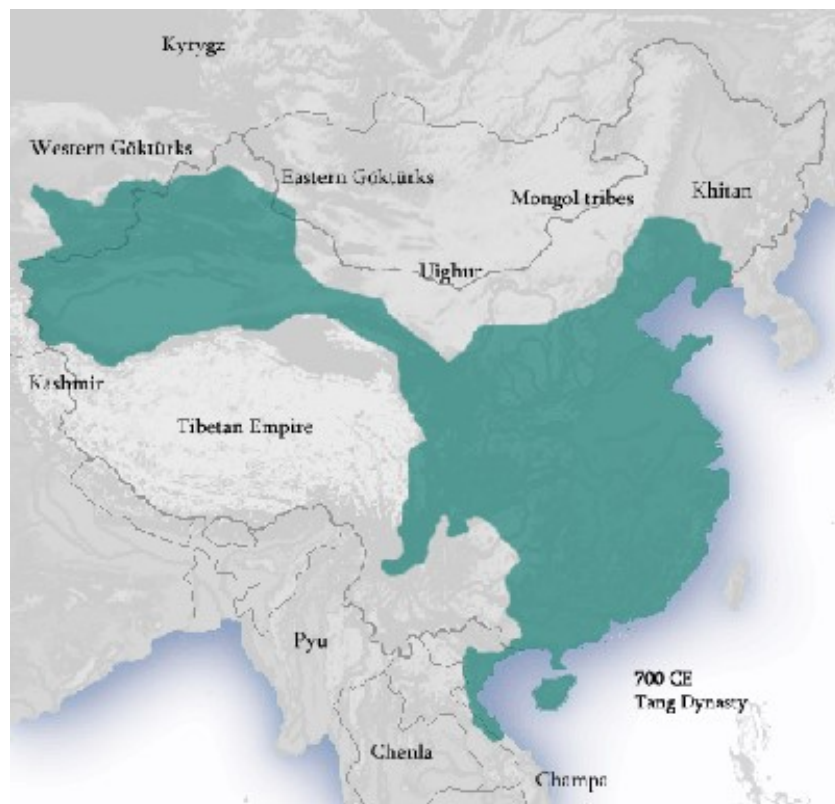 Kyrygz
Western Göktürks
Eastern Göktürks
Mongol tribes
Khitan
Uighur
Kashmir
Tibetan Empire
Pyu
700 CE
Tang Dynasty
Chenla
Champa